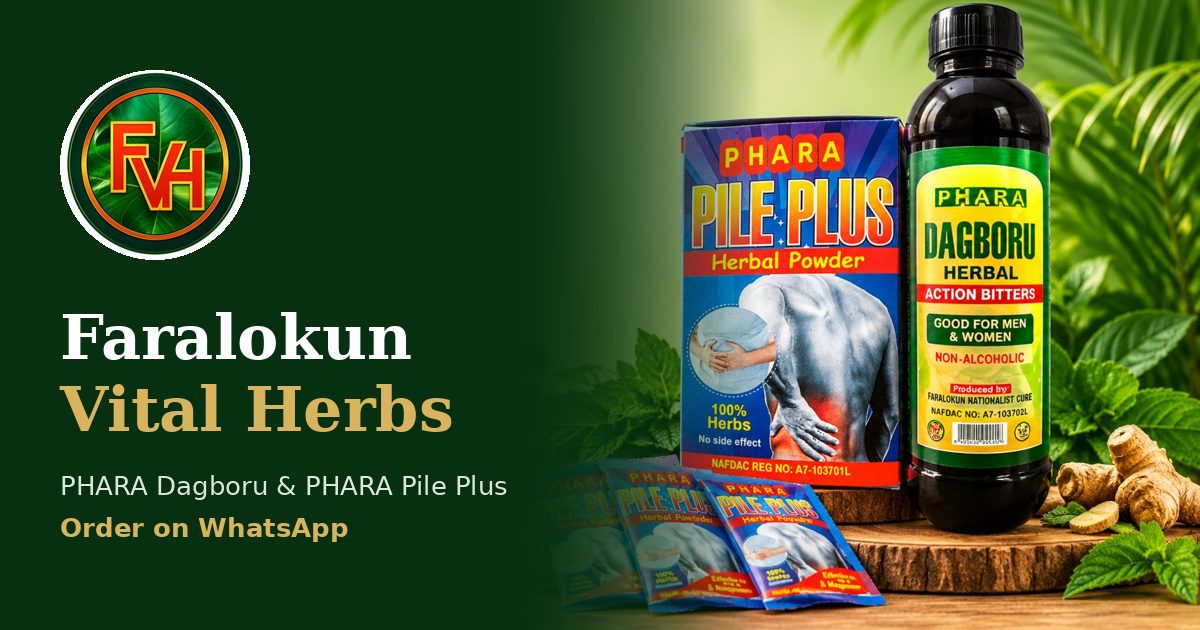 FVH
Faralokun
Vital Herbs
PHARA Dagboru & PHARA Pile Plus
Order on WhatsApp
PHARA
PILE PLUS
Herbal Powder
100%
Herbs
No side effect
NAFDAC REG NO: A7-103701L
PHARA
DAGBORU
HERBAL
ACTION BITTERS
GOOD FOR MEN
& WOMEN
NON-ALCOHOLIC
Produced by
FARALOKUN NATIONALIST CURE
NAFDAC NO: A7-103702L
PHARA
PILE PLUS
Herbal Powder
PHARA
PILE PLUS
Herbal Powder
PHARA
PILE PLUS